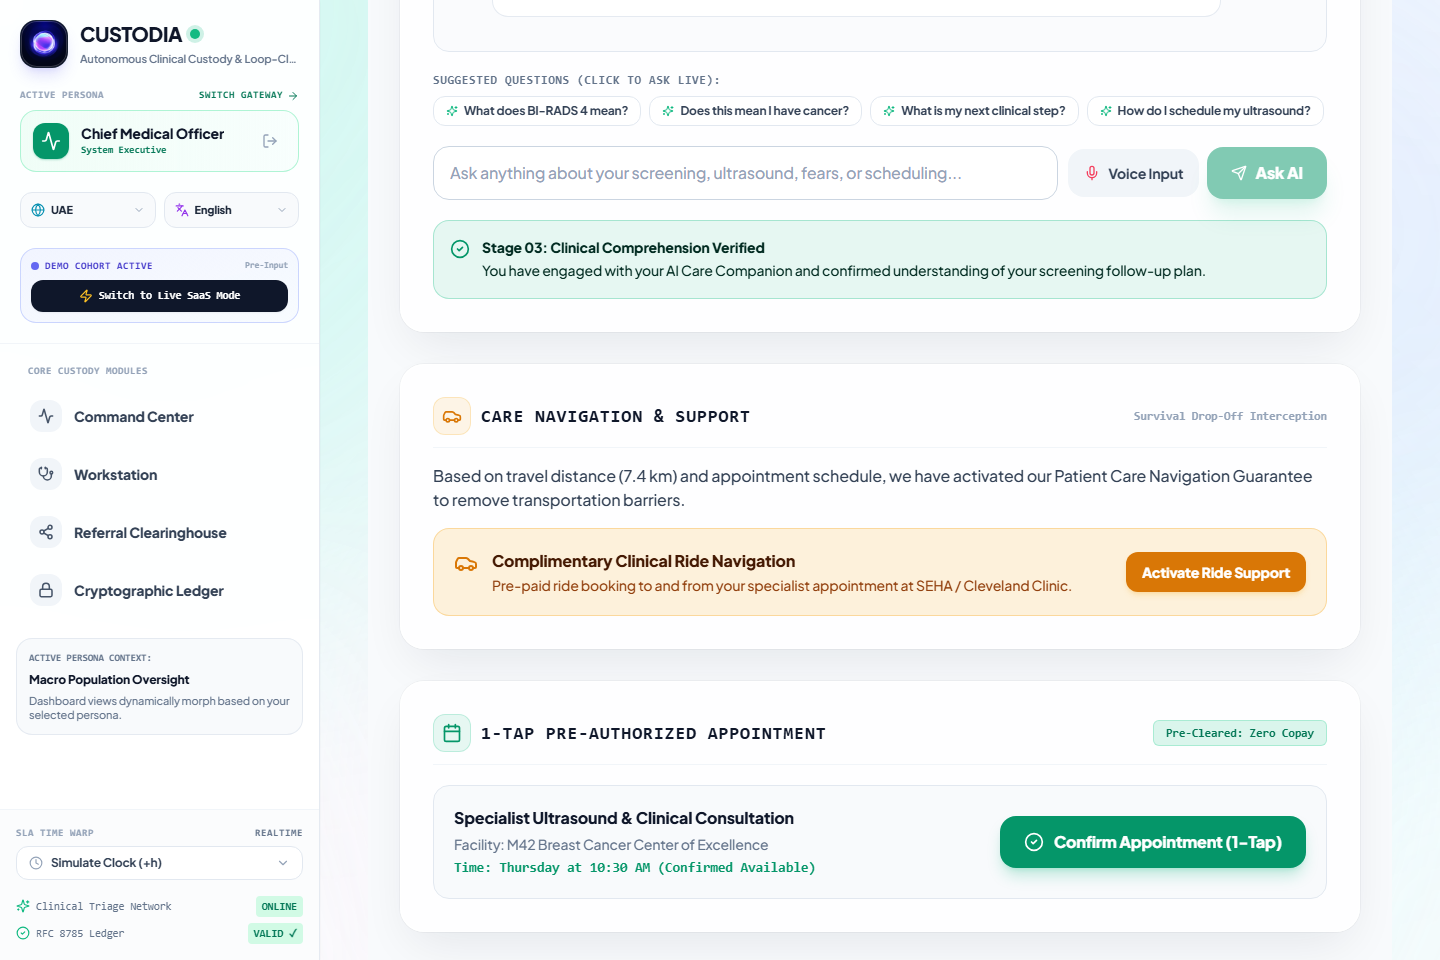 CUSTODIA
Autonomous Clinical Custody & Loop-Cl...
ACTIVE PERSONA
SWITCH GATEWAY →
Chief Medical Officer
System Executive
UAE
English
DEMO COHORT ACTIVE
Pre-Input
Switch to Live SaaS Mode
CORE CUSTODY MODULES
Command Center
Workstation
Referral Clearinghouse
Cryptographic Ledger
ACTIVE PERSONA CONTEXT:
Macro Population Oversight
Dashboard views dynamically morph based on your
selected persona.
SLA TIME WARP
REALTIME
Simulate Clock (+h)
Clinical Triage Network
ONLINE
RFC 8785 Ledger
VALID ✓
SUGGESTED QUESTIONS (CLICK TO ASK LIVE):
What does BI-RADS 4 mean?
Does this mean I have cancer?
What is my next clinical step?
How do I schedule my ultrasound?
Ask anything about your screening, ultrasound, fears, or scheduling...
Voice Input
Ask AI
Stage 03: Clinical Comprehension Verified
You have engaged with your AI Care Companion and confirmed understanding of your screening follow-up plan.
CARE NAVIGATION & SUPPORT
Survival Drop-Off Interception
Based on travel distance (7.4 km) and appointment schedule, we have activated our Patient Care Navigation Guarantee
to remove transportation barriers.
Complimentary Clinical Ride Navigation
Pre-paid ride booking to and from your specialist appointment at SEHA / Cleveland Clinic.
Activate Ride Support
1-TAP PRE-AUTHORIZED APPOINTMENT
Pre-Cleared: Zero Copay
Specialist Ultrasound & Clinical Consultation
Facility: M42 Breast Cancer Center of Excellence
Time: Thursday at 10:30 AM (Confirmed Available)
Confirm Appointment (1-Tap)